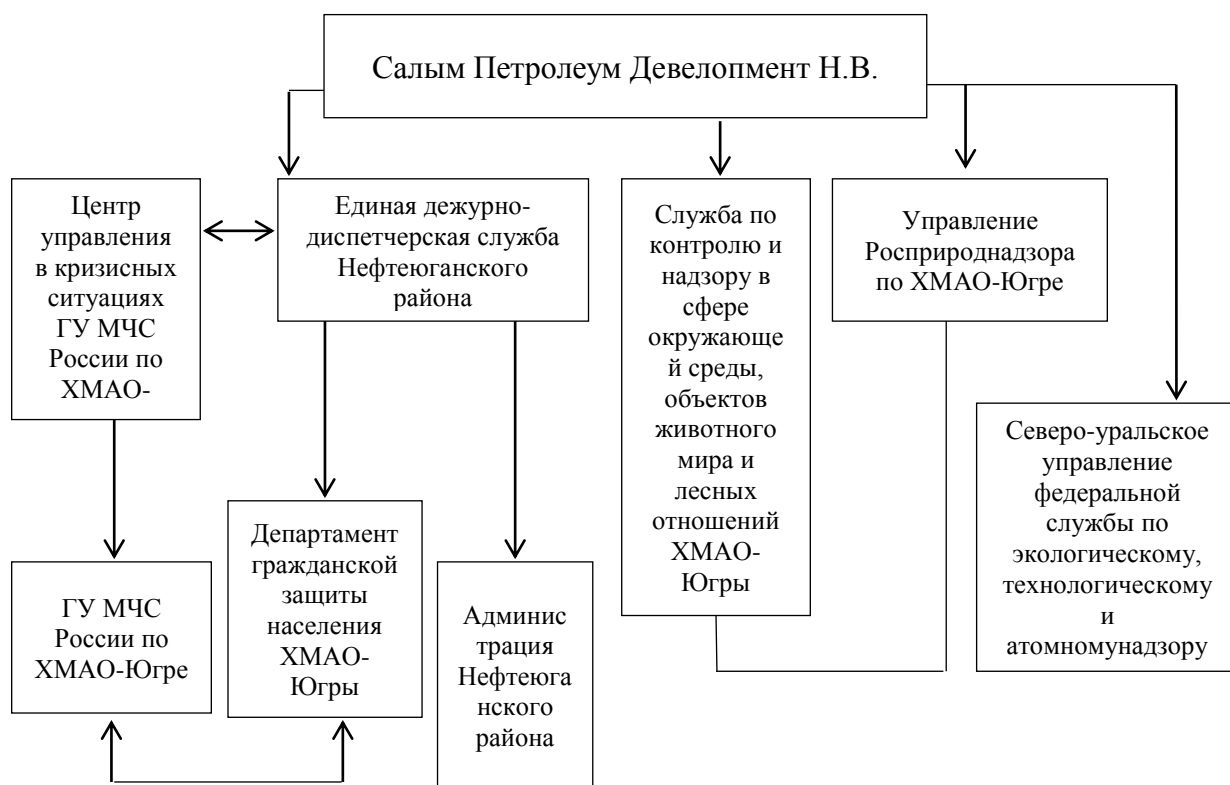 Салым Петролеум Девелопмент Н.В.
Центр
управления
в кризисных
ситуациях
ГУ МЧС
России по
ХМАО-
Единая дежурно-
диспетчерская служба
Нефтеюганского
района
Служба по
контролю и
надзору в
сфере
окружающе
й среды,
объектов
животного
мира и
лесных
отношений
ХМАО-
Югры
Управление
Росприроднадзора
по ХМАО-Югре
Северо-уральское
управление
федеральной
службы по
экологическому,
технологическому
и
атомномунадзору
ГУ МЧС
России по
ХМАО-Югре
Департамент
гражданской
защиты
населения
ХМАО-
Югры
Админис
трация
Нефтеюга
нского
района